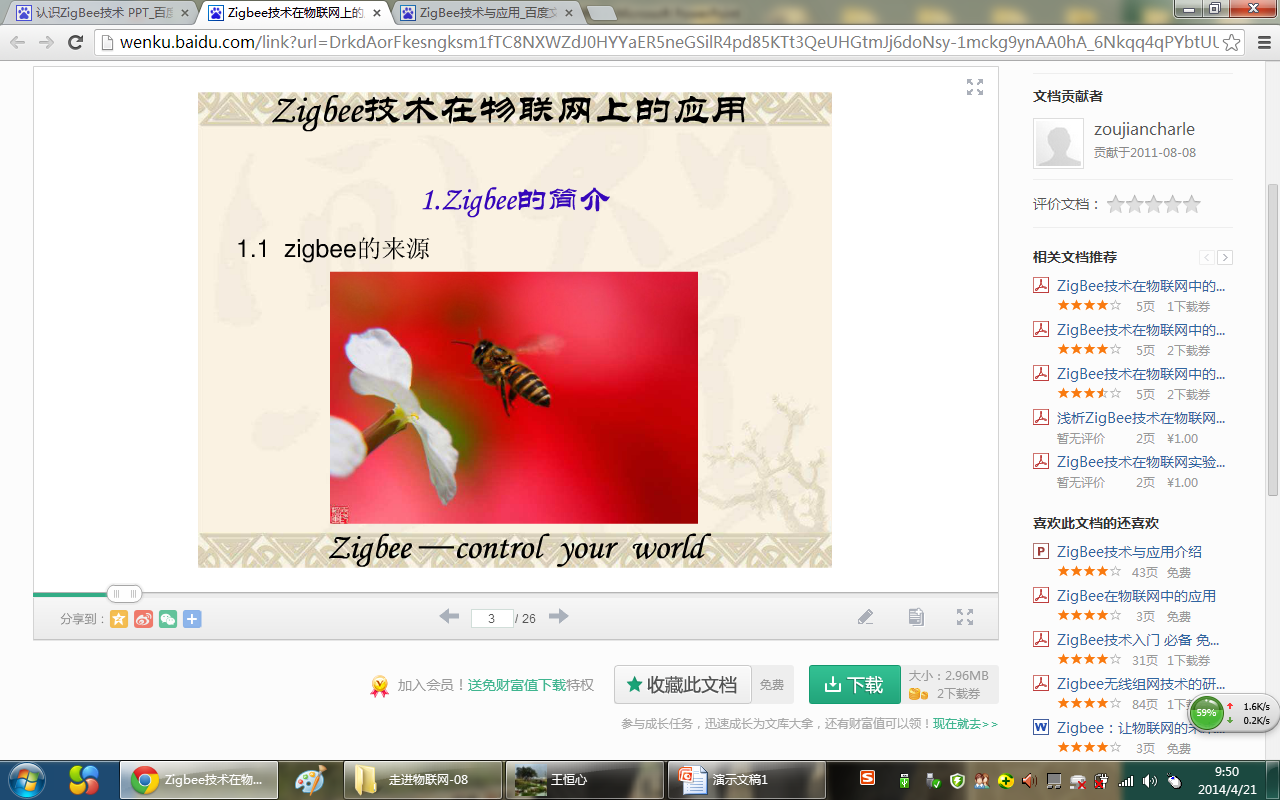 认识ZigBee技术 PPT_百度
Zigbee技术在物联网上的
ZigBee技术与应用_百度文
wenku.baidu.com/link?url=DrkdAorFkesngksm1fTC8NXWZdJ0HYYaER5neGSilR4pd85KTt3QeUHGtmJj6doNsy-1mckg9ynAA0hA_6Nkqq4qPYbtUU
Zigbee技术在物联网上的应用
1.Zigbee的简介
1.1 zigbee的来源
Zigbee —control your world
分享到：
3 / 26
加入会员！送免财富值下载特权
收藏此文档 免费
下载
大小：2.96MB
2下载券
参与成长任务，迅速成长为文库大拿，还有财富值可以领！现在就去>>
文档贡献者
zoujiancharle
贡献于2011-08-08
评价文档：
相关文档推荐
ZigBee技术在物联网中的...
5页 1下载券
ZigBee技术在物联网中的...
5页 2下载券
ZigBee技术在物联网中的...
5页 2下载券
浅析ZigBee技术在物联网...
暂无评价 2页 ¥1.00
ZigBee技术在物联网实验...
暂无评价 2页 ¥1.00
喜欢此文档的还喜欢
ZigBee技术与应用介绍
43页 免费
ZigBee在物联网中的应用
3页 免费
ZigBee技术入门 必备 免...
31页 1下载券
Zigbee无线组网技术的研...
84页 1下
Zigbee：让物联网的
3页 免费
59%
1.6K/s
0.2K/s
Zigbee技术在物...
走进物联网-08
王恒心
演示文稿1
9:50
2014/4/21